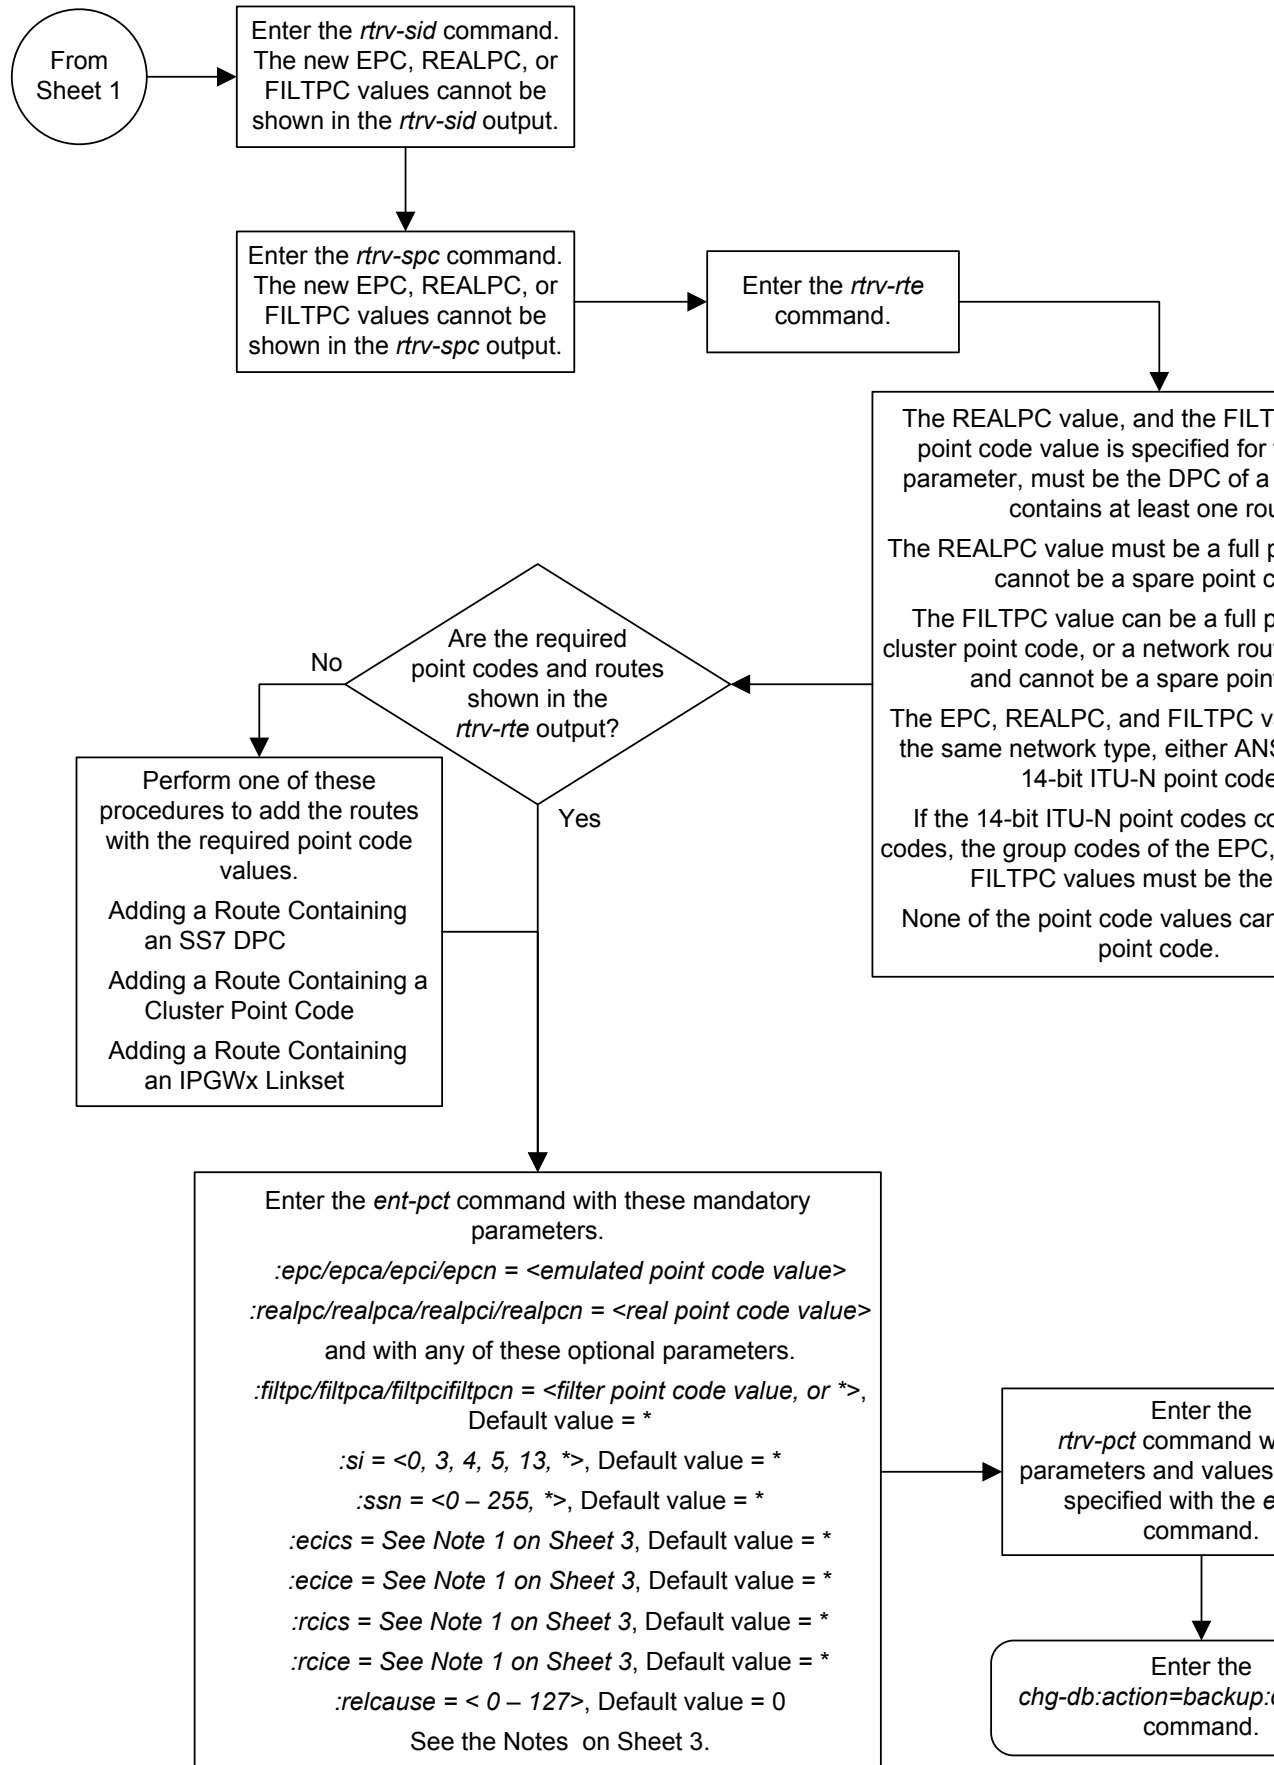 From
Sheet 1
Enter the rtrv-sid command.
The new EPC, REALPC, or
FILTPC values cannot be
shown in the rtrv-sid output.
Enter the rtrv-spc command.
The new EPC, REALPC, or
FILTPC values cannot be
shown in the rtrv-spc output.
Enter the rtrv-rte
command.
The REALPC value, and the FILT
point code value is specified for
parameter, must be the DPC of a
contains at least one rou
The REALPC value must be a full p
cannot be a spare point c
The FILTPC value can be a full p
cluster point code, or a network rou
and cannot be a spare poin
The EPC, REALPC, and FILTPC va
the same network type, either ANS
14-bit ITU-N point code
If the 14-bit ITU-N point codes co
codes, the group codes of the EPC,
FILTPC values must be the
None of the point code values can
point code.
Are the required
point codes and routes
shown in the
rtrv-rte output?
No
Yes
Perform one of these
procedures to add the routes
with the required point code
values.
Adding a Route Containing
an SS7 DPC
Adding a Route Containing a
Cluster Point Code
Adding a Route Containing
an IPGWx Linkset
Enter the ent-pct command with these mandatory
parameters.
:epc/epca/epci/epcn = <emulated point code value>
:realpc/realpca/realpci/realpcn = <real point code value>
and with any of these optional parameters.
:filtpc/filtpca/filtpcifiltpcn = <filter point code value, or *>,
Default value = *
:si = <0, 3, 4, 5, 13, *>, Default value = *
:ssn = <0 – 255, *>, Default value = *
:ecics = See Note 1 on Sheet 3, Default value = *
:ecice = See Note 1 on Sheet 3, Default value = *
:rcics = See Note 1 on Sheet 3, Default value = *
:rcice = See Note 1 on Sheet 3, Default value = *
:relcause = < 0 – 127>, Default value = 0
See the Notes  on Sheet 3.
Enter the
rtrv-pct command w
parameters and values
specified with the e
command.
Enter the
chg-db:action=backup:
command.